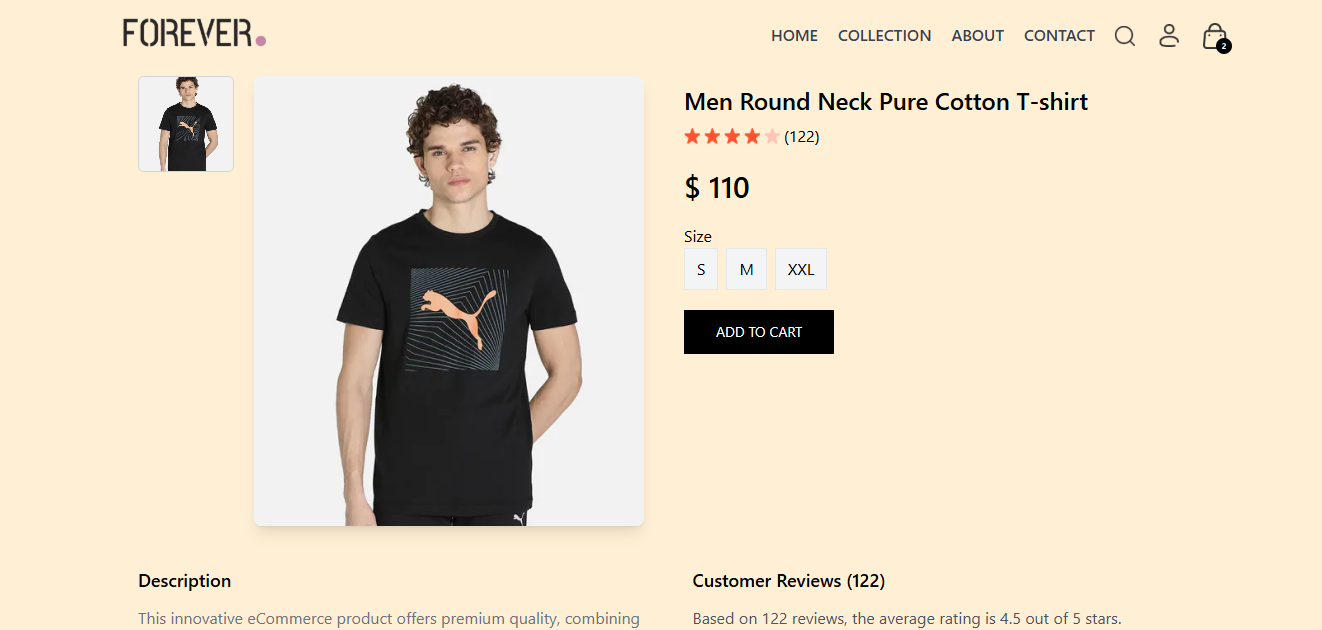 FOREVER.
HOME COLLECTION ABOUT CONTACT
2
Men Round Neck Pure Cotton T-shirt
(122)
$ 110
Size
S M XXL
ADD TO CART
Description
This innovative eCommerce product offers premium quality, combining
Customer Reviews (122)
Based on 122 reviews, the average rating is 4.5 out of 5 stars.